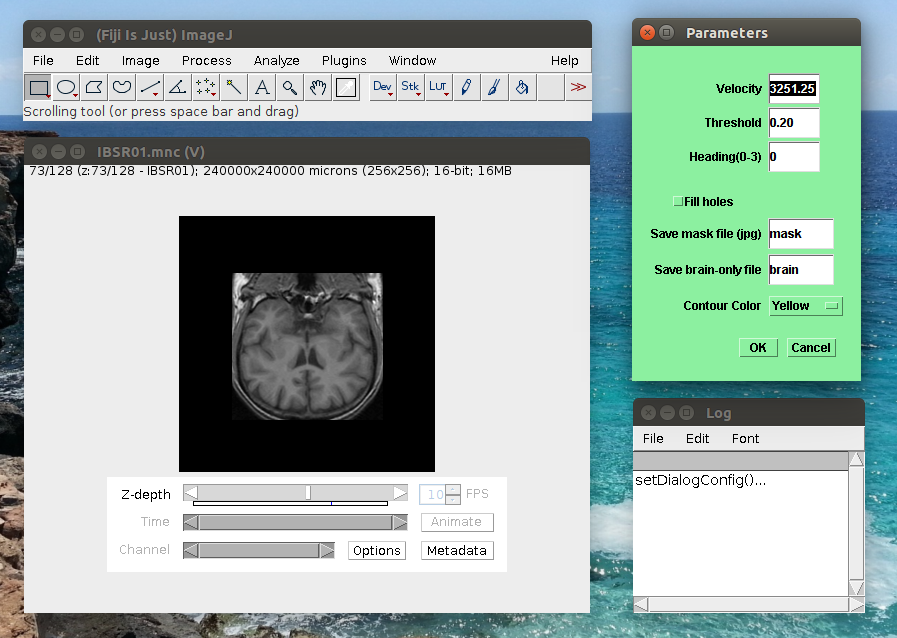 (Fiji Is Just) ImageJ
File Edit Image Process Analyze Plugins Window Help
Dev Stk LUT >>
Scrolling tool (or press space bar and drag)
IBSR01.mnc (V)
73/128 (z:73/128 - IBSR01); 240000x240000 microns (256x256); 16-bit; 16MB
Z-depth 10 FPS
Time Animate
Channel Options Metadata
Parameters
Velocity 3251.25
Threshold 0.20
Heading(0-3) 0
Fill holes
Save mask file (jpg) mask
Save brain-only file brain
Contour Color Yellow
OK Cancel
Log
File Edit Font
setDialogConfig()...